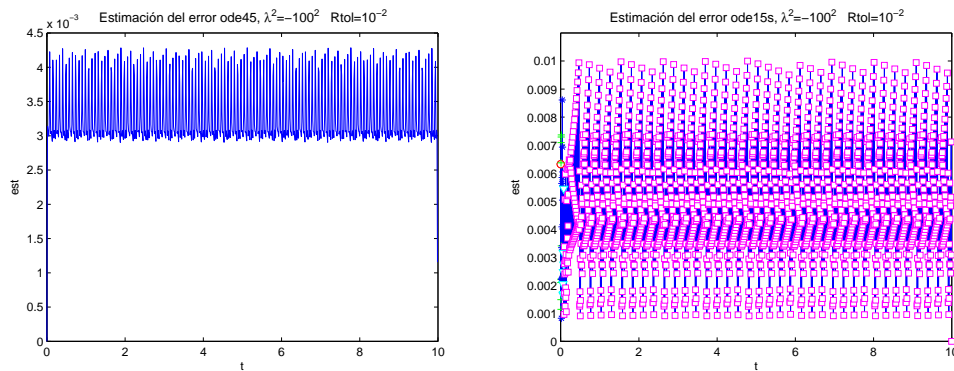 Estimación del error ode45, λ²=−100² Rtol=10⁻²
x 10⁻³
4.5
4
3.5
3
2.5
2
1.5
1
0.5
0
est
0 2 4 6 8 10
t
Estimación del error ode15s, λ²=−100² Rtol=10⁻²
0.01
0.009
0.008
0.007
0.006
0.005
0.004
0.003
0.002
0.001
est
0 2 4 6 8 10
t